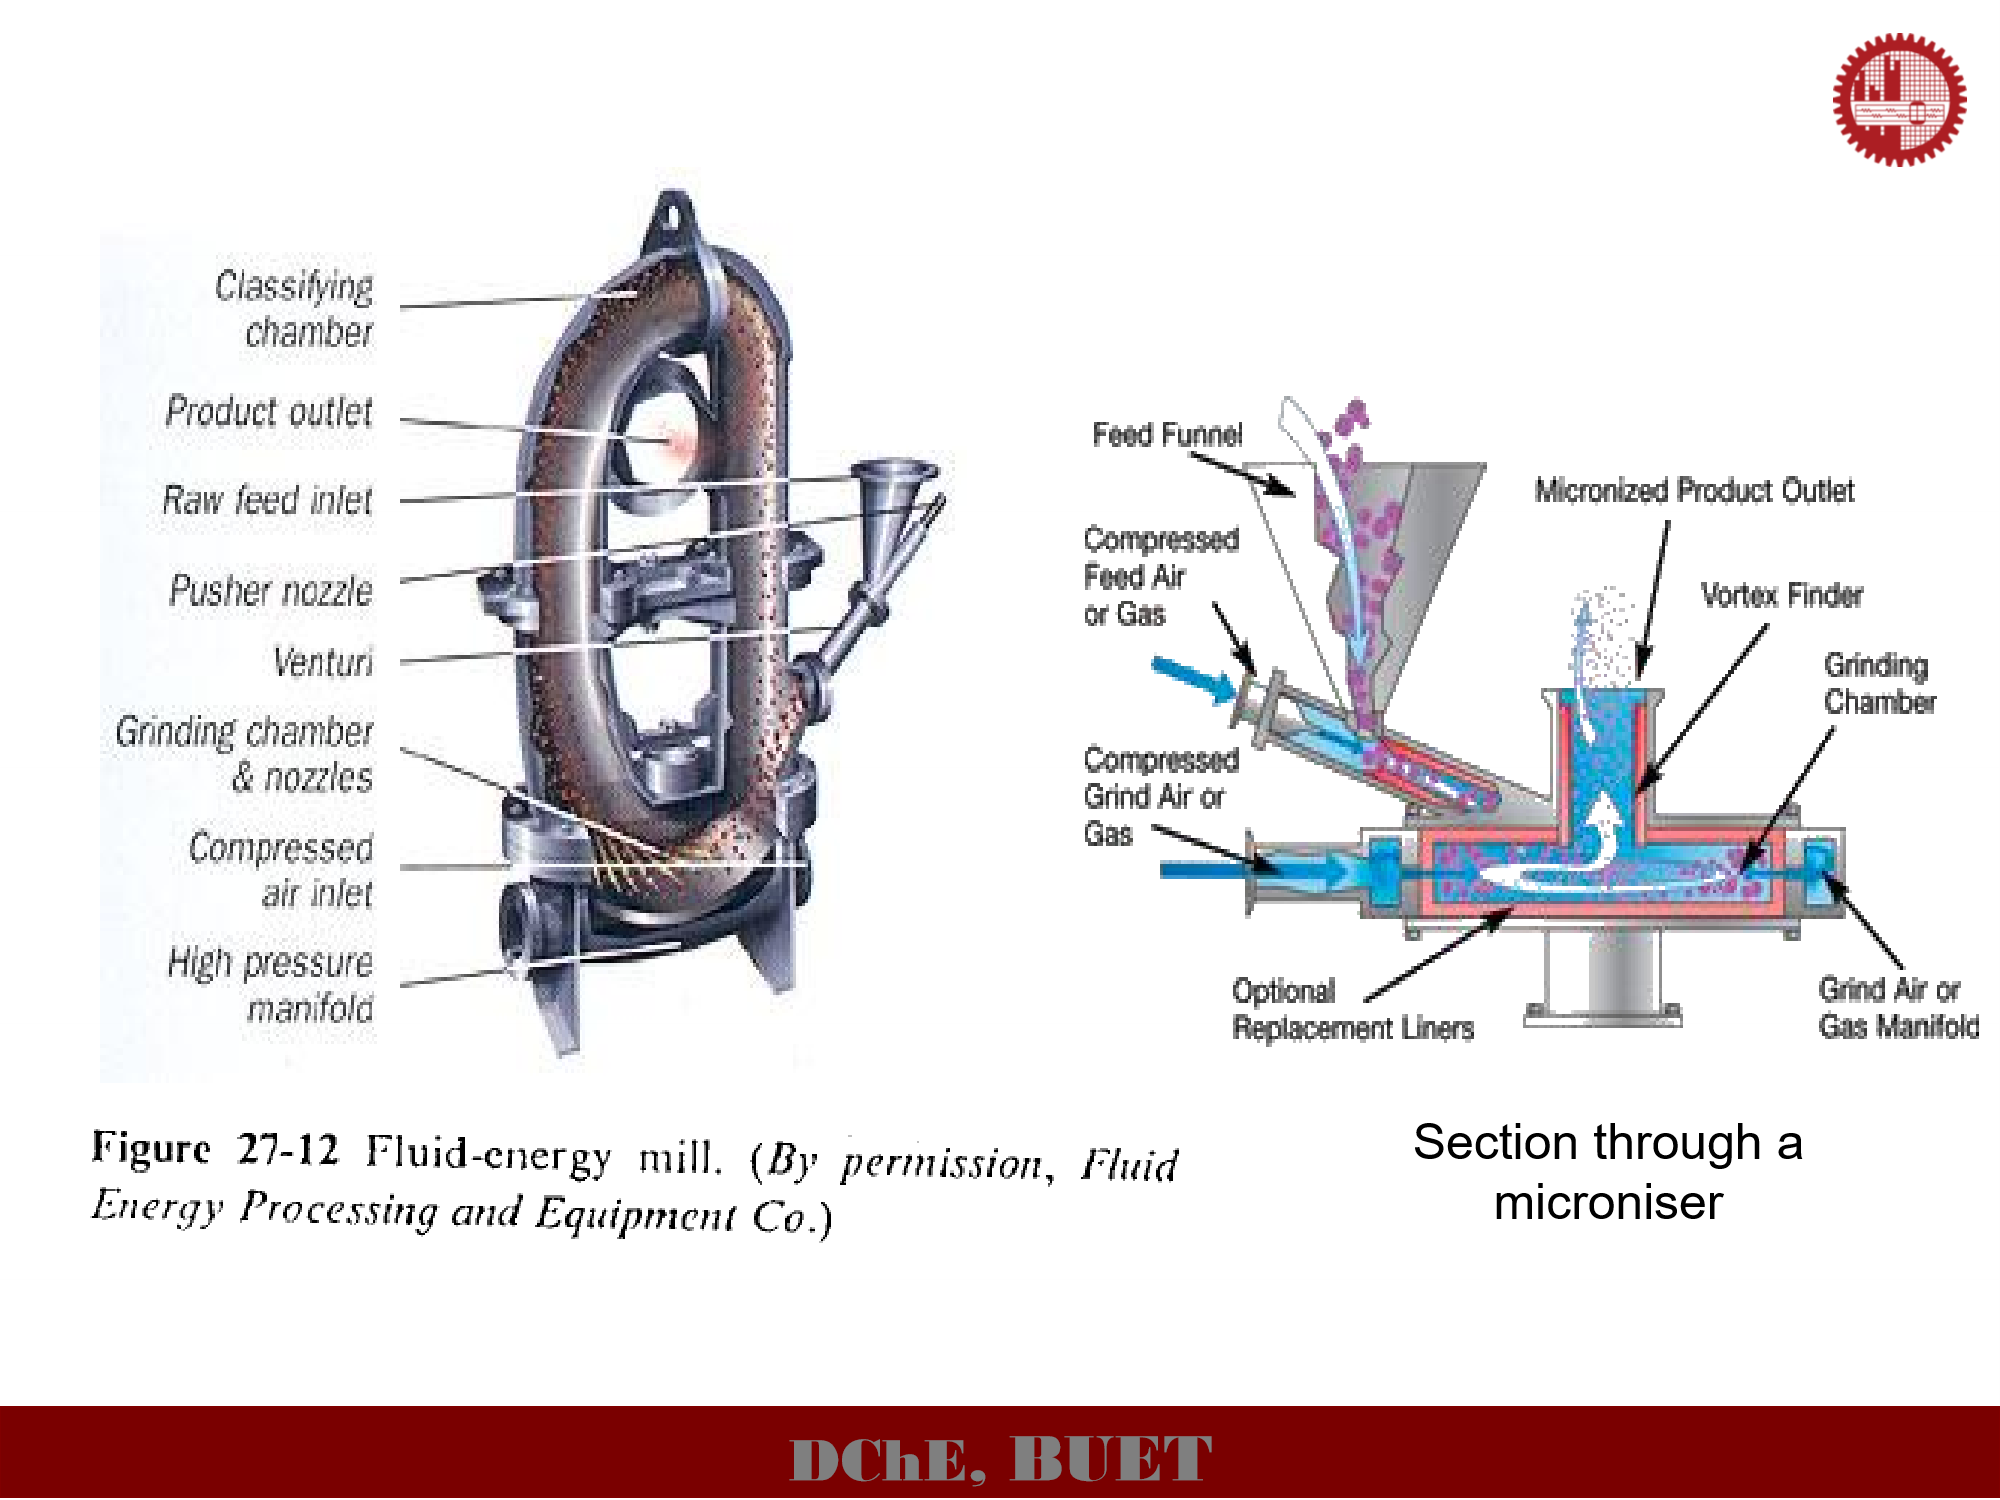 Classifying
chamber
Product outlet
Raw feed inlet
Pusher nozzle
Venturi
Grinding chamber
& nozzles
Compressed
air inlet
High pressure
manifold
Feed Funnel
Compressed
Feed Air
or Gas
Compressed
Grind Air or
Gas
Micronized Product Outlet
Vortex Finder
Grinding
Chamber
Optional
Replacement Liners
Grind Air or
Gas Manifold
Figure 27-12 Fluid-energy mill. (By permission, Fluid
Energy Processing and Equipment Co.)
Section through a
microniser
DChE, BUET